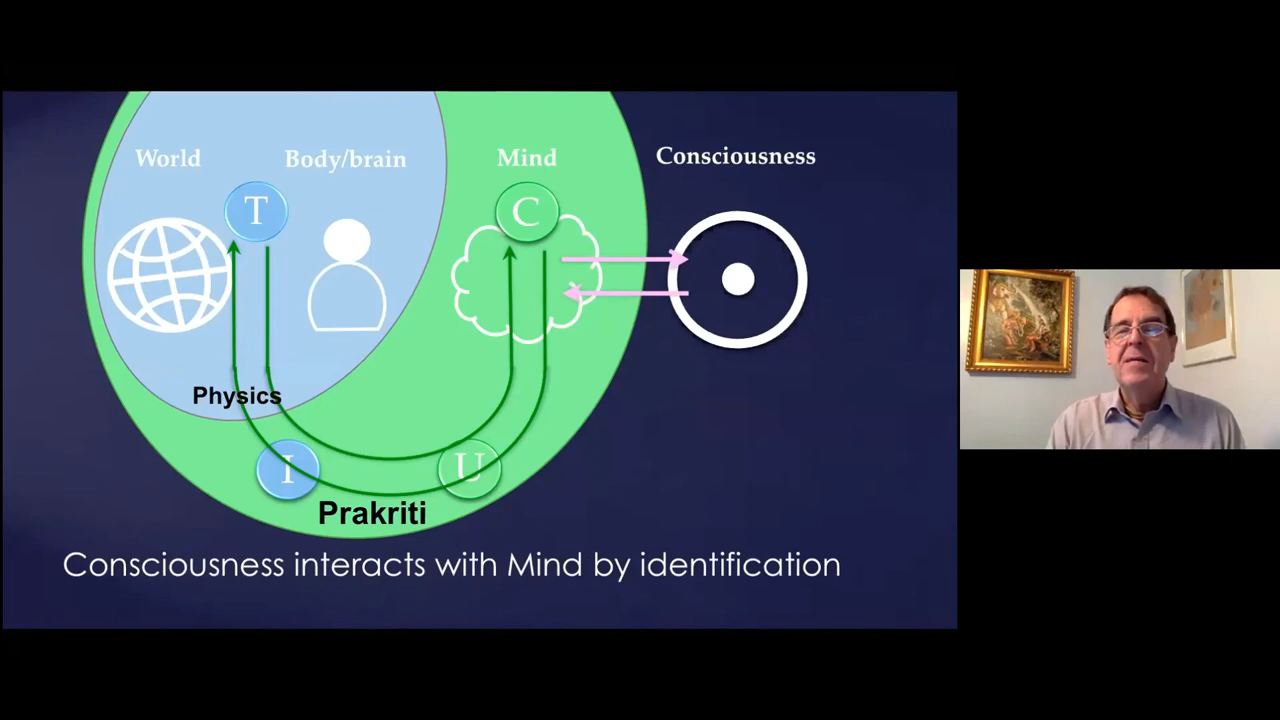 World
Body/brain
Mind
Consciousness
T
C
Physics
I
U
Prakriti
Consciousness interacts with Mind by identification